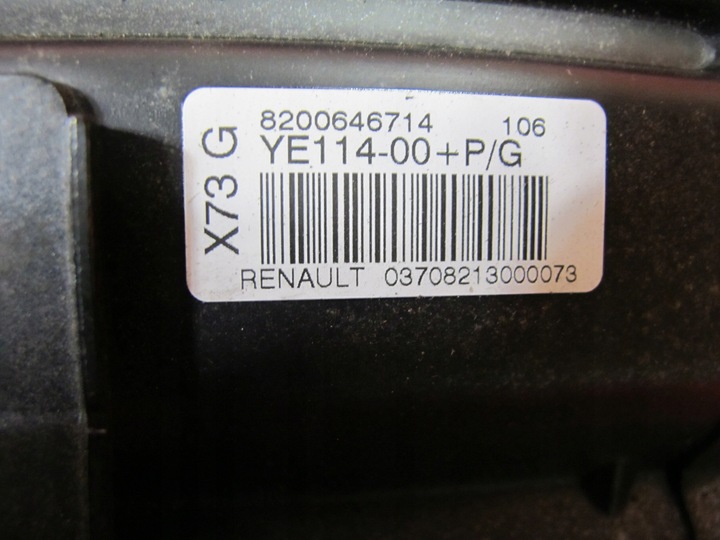 8200646714 106
YE114-00+P/G
X73 G
RENAULT 03708213000073